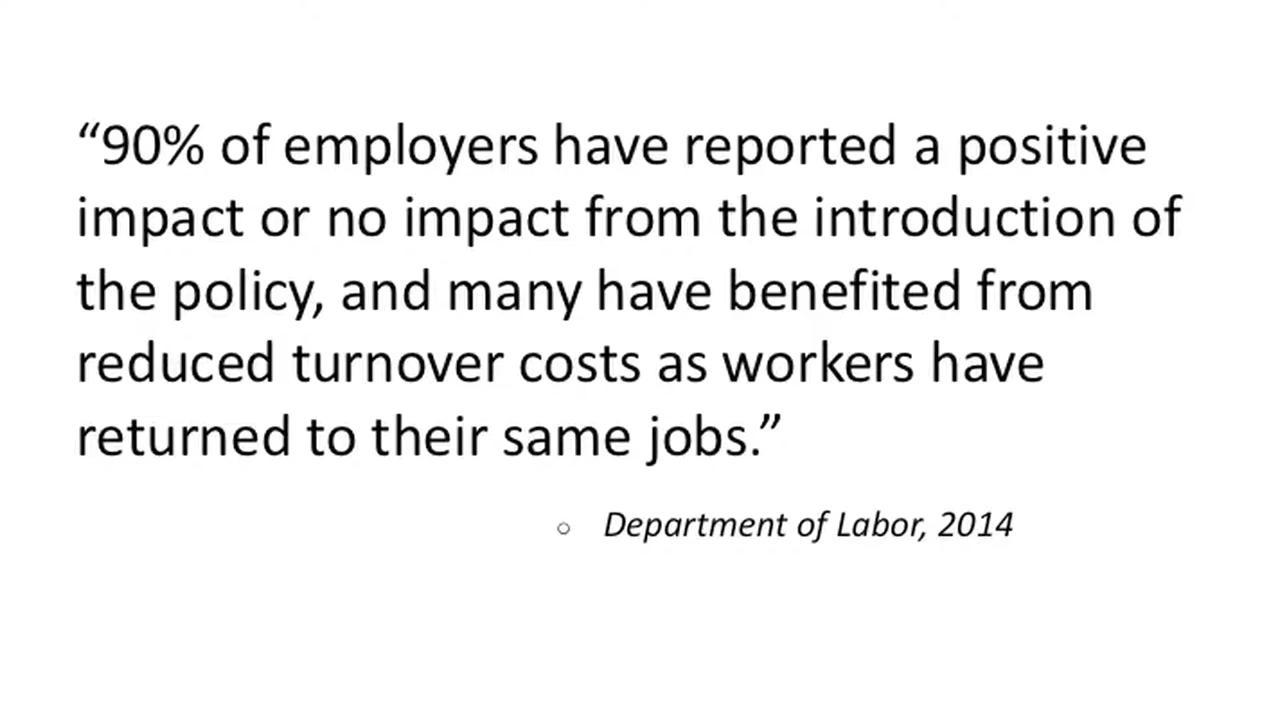 “90% of employers have reported a positive
impact or no impact from the introduction of
the policy, and many have benefited from
reduced turnover costs as workers have
returned to their same jobs.”
○ Department of Labor, 2014